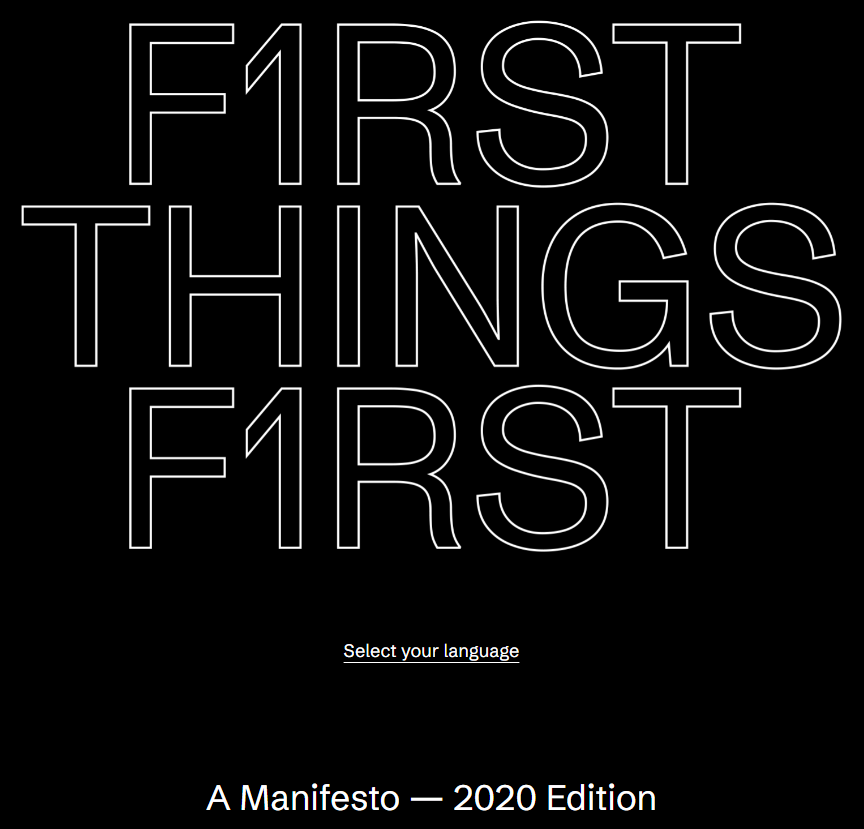 F1RST
THINGS
F1RST
Select your language
A Manifesto — 2020 Edition